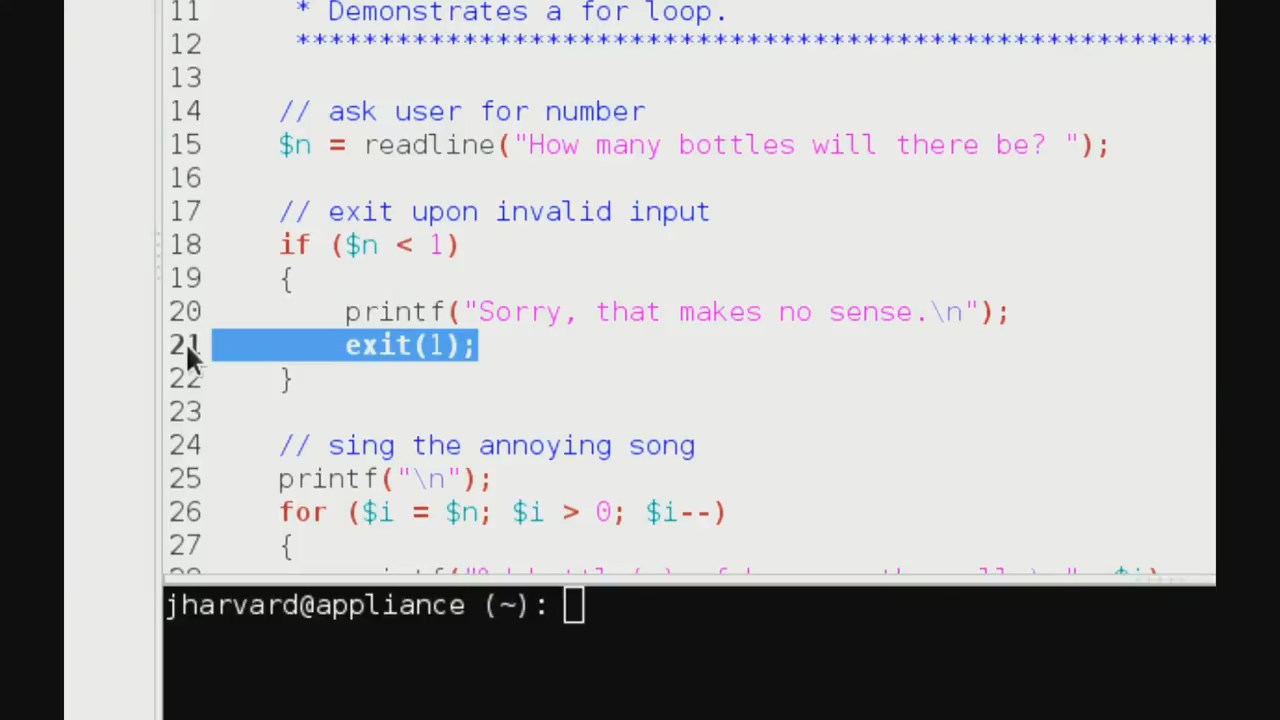 11 * Demonstrates a for loop.
12 *******************************************************
13
14 // ask user for number
15 $n = readline("How many bottles will there be? ");
16
17 // exit upon invalid input
18 if ($n < 1)
19 {
20 printf("Sorry, that makes no sense.\n");
21 exit(1);
22 }
23
24 // sing the annoying song
25 printf("\n");
26 for ($i = $n; $i > 0; $i--)
27 {
jharvard@appliance (~):